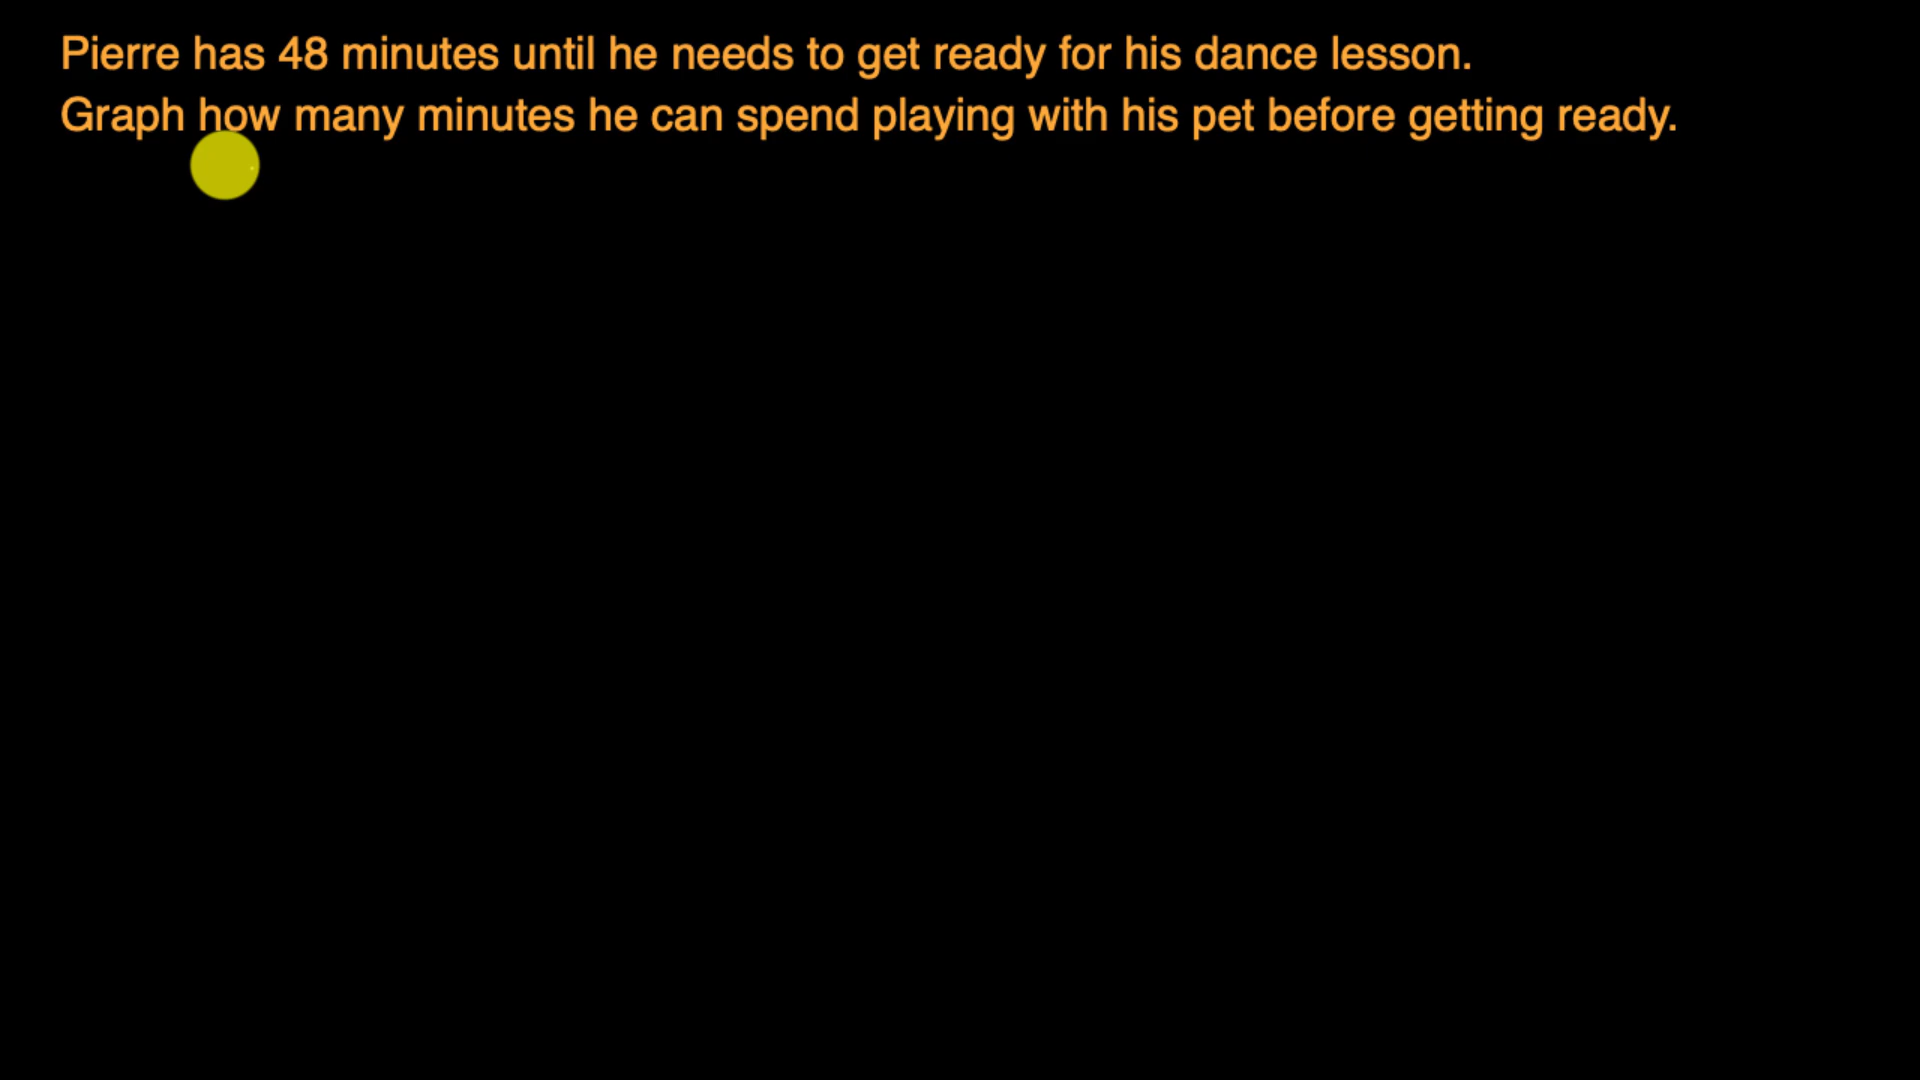 Pierre has 48 minutes until he needs to get ready for his dance lesson.
Graph how many minutes he can spend playing with his pet before getting ready.